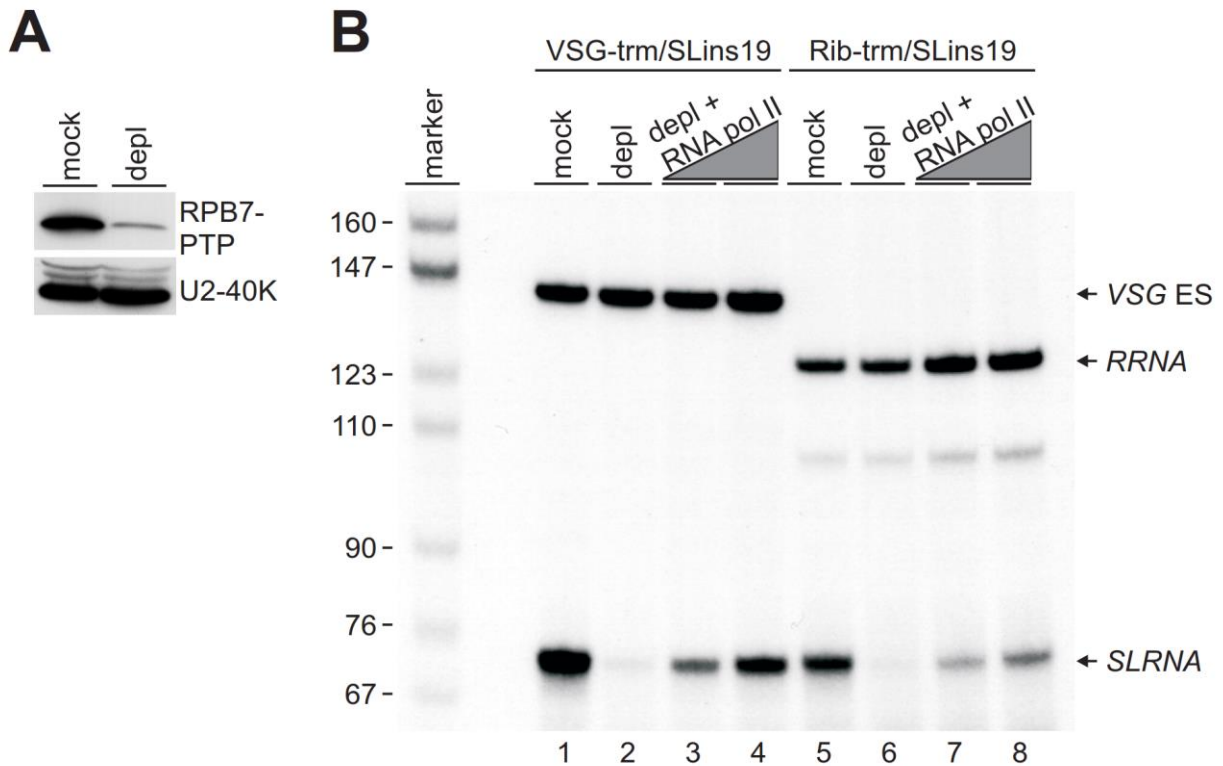 A
mock
depl
RPB7-
PTP
U2-40K
B
VSG-trm/SLins19
Rib-trm/SLins19
marker
mock
depl
depl +
RNA pol II
mock
depl
depl +
RNA pol II
160
147
123
110
90
76
67
VSG ES
RRNA
SLRNA
1 2 3 4 5 6 7 8